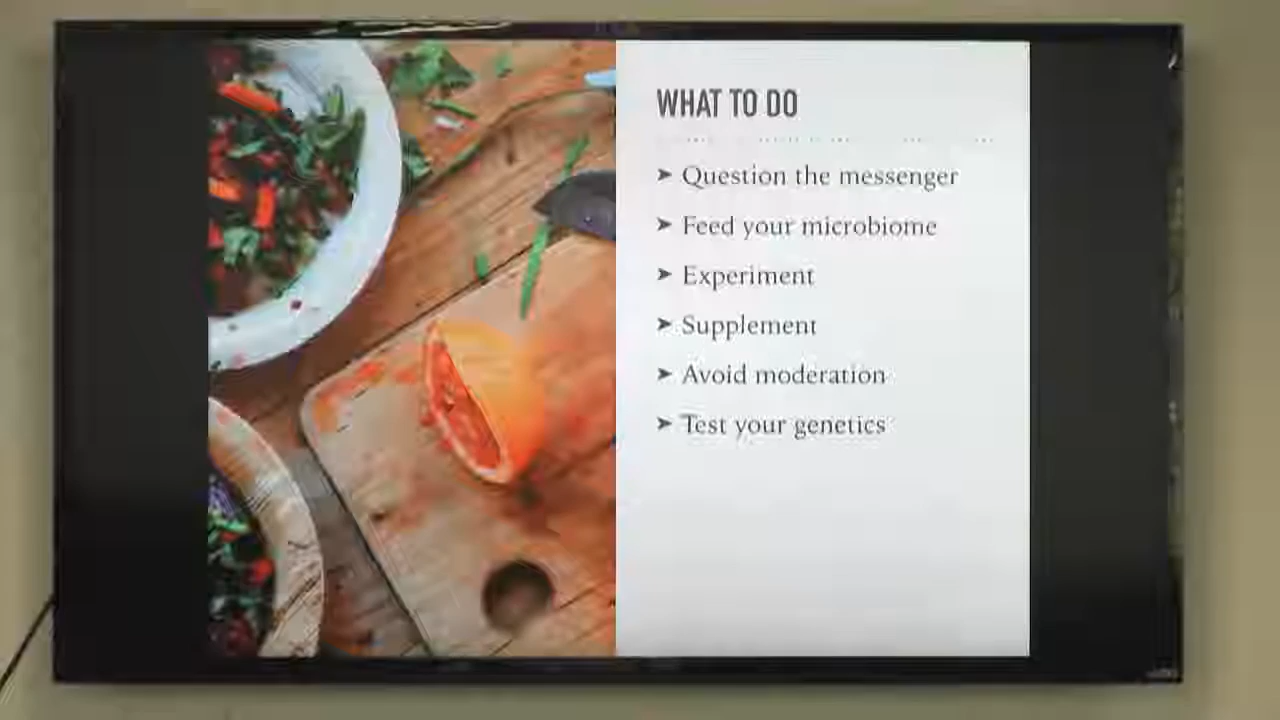 WHAT TO DO
➤ Question the messenger
➤ Feed your microbiome
➤ Experiment
➤ Supplement
➤ Avoid moderation
➤ Test your genetics